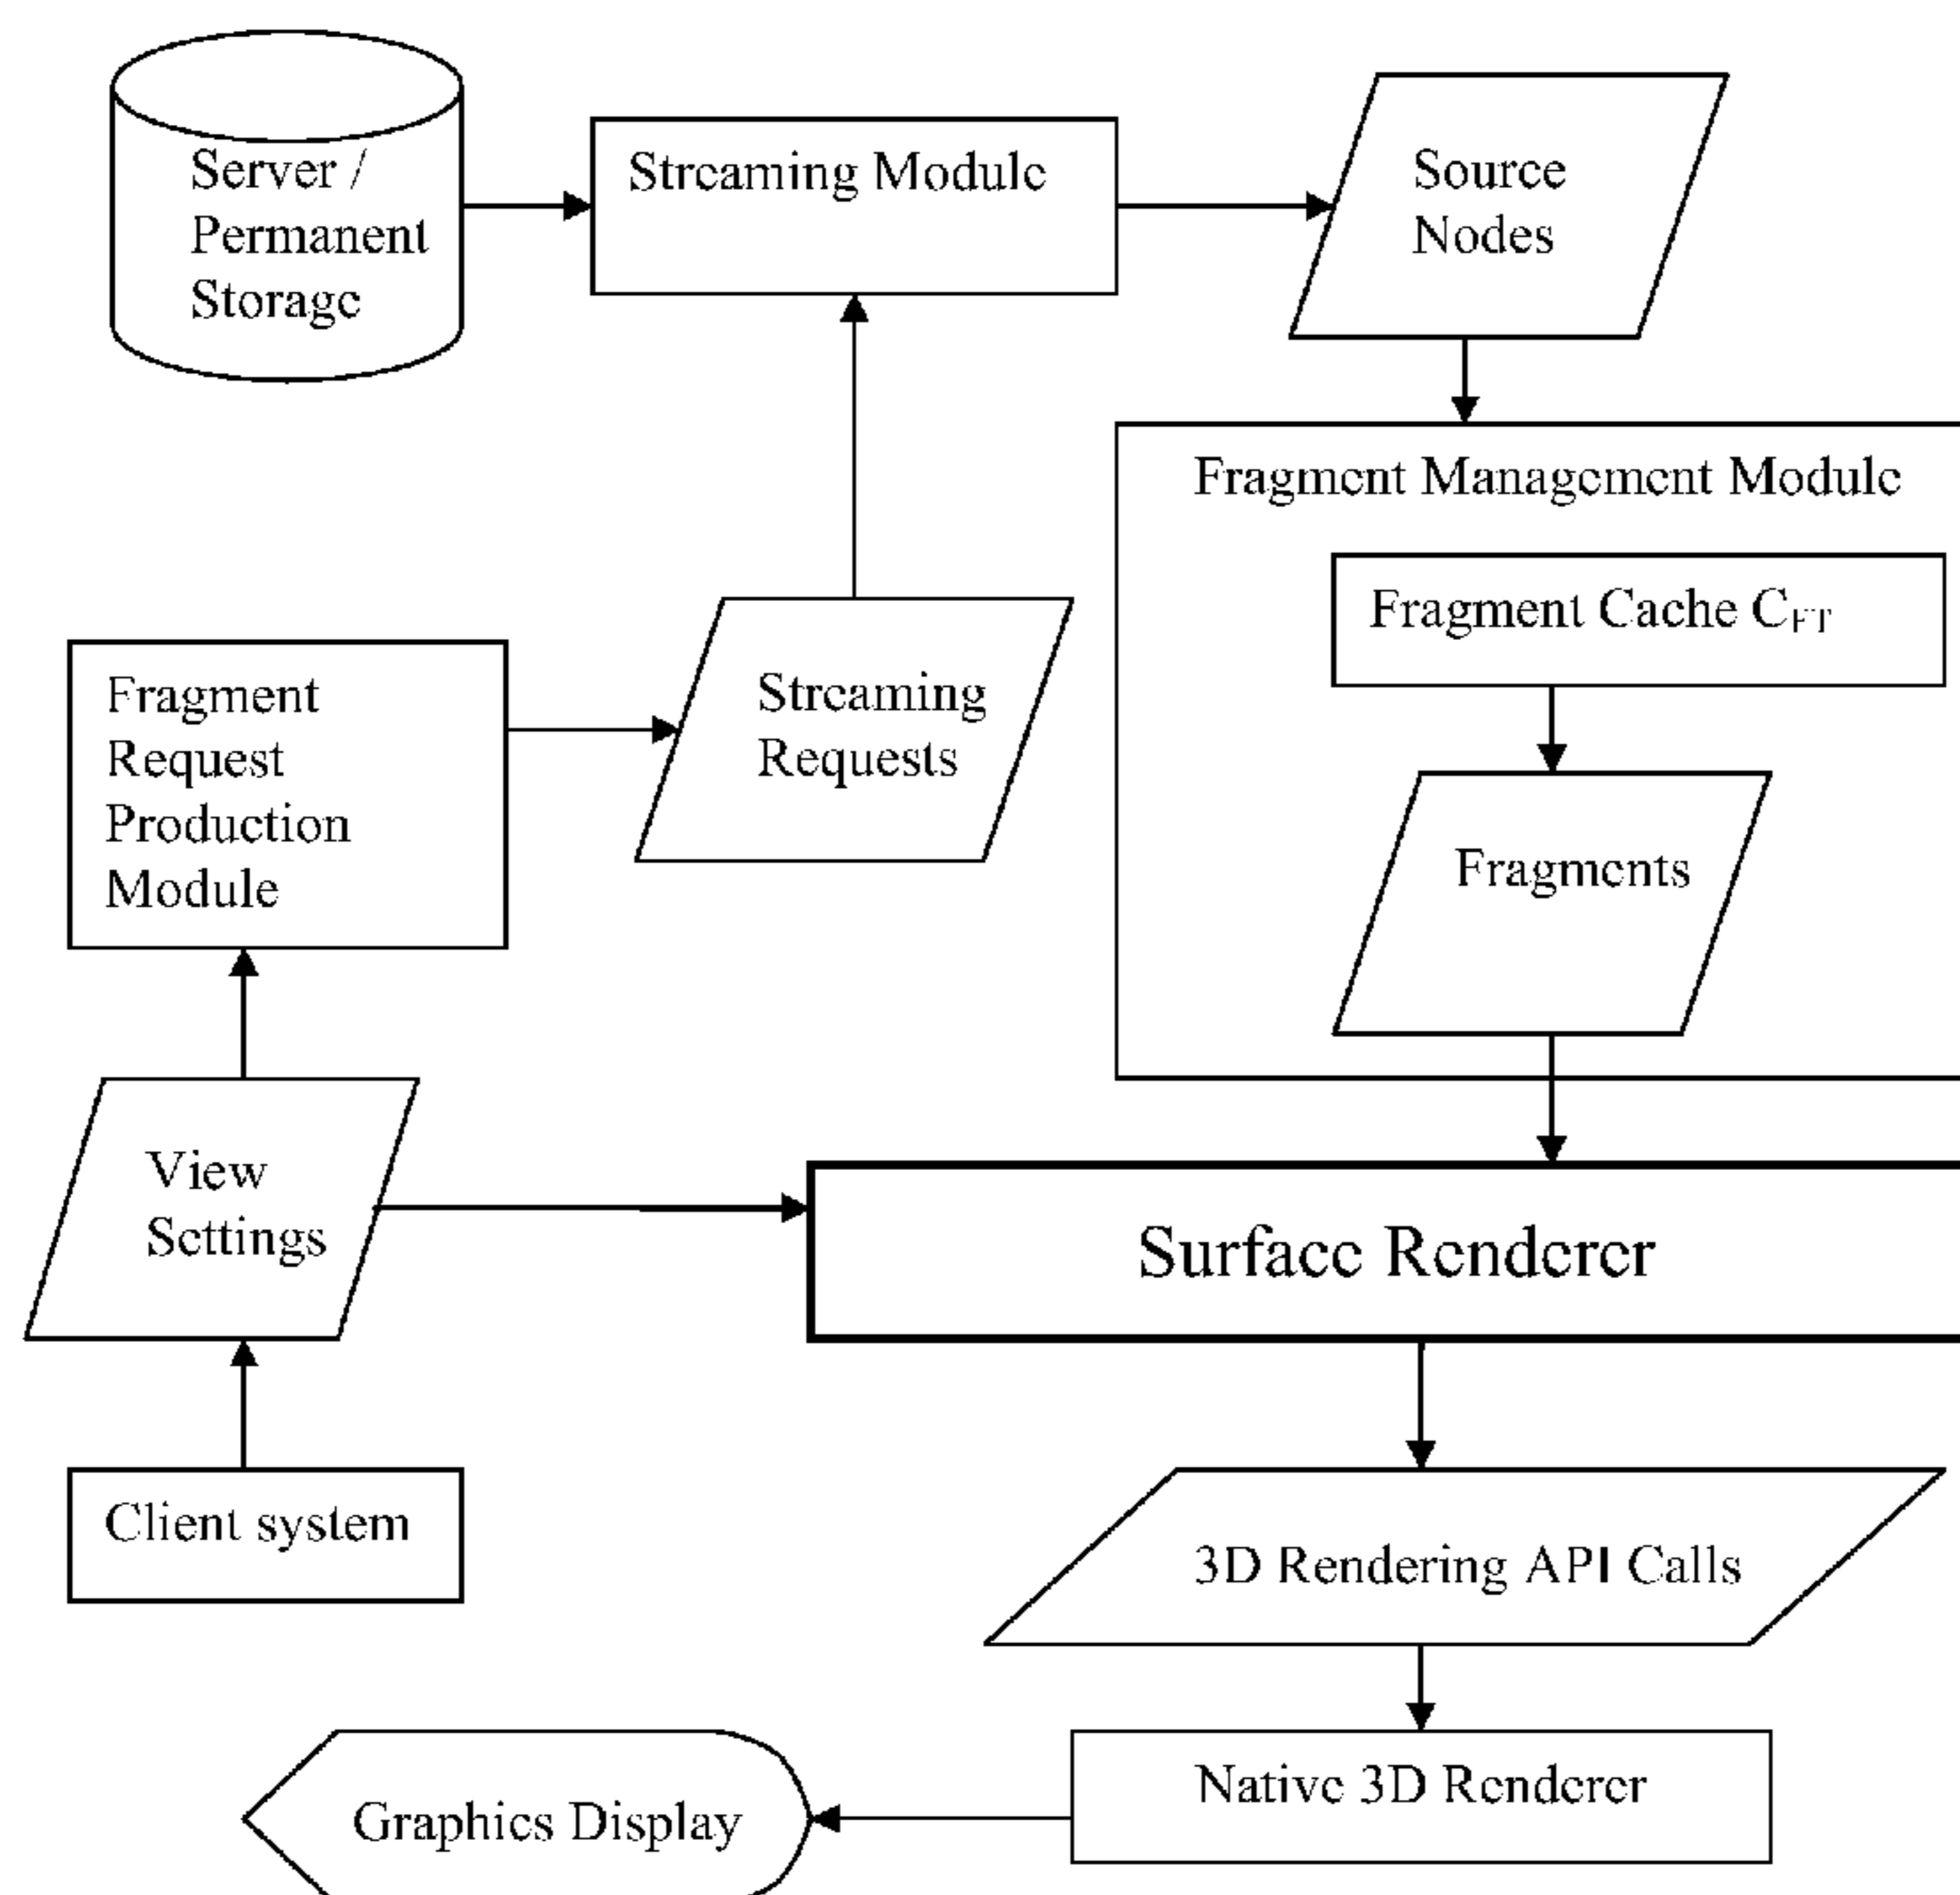 Server /
Permanent
Storage
Streaming Module
Source
Nodes
Fragment Management Module
Fragment Cache C
Fragments
Fragment
Request
Production
Module
Streaming
Requests
View
Settings
Surface Renderer
Client system
3D Rendering API Calls
Native 3D Renderer
Graphics Display